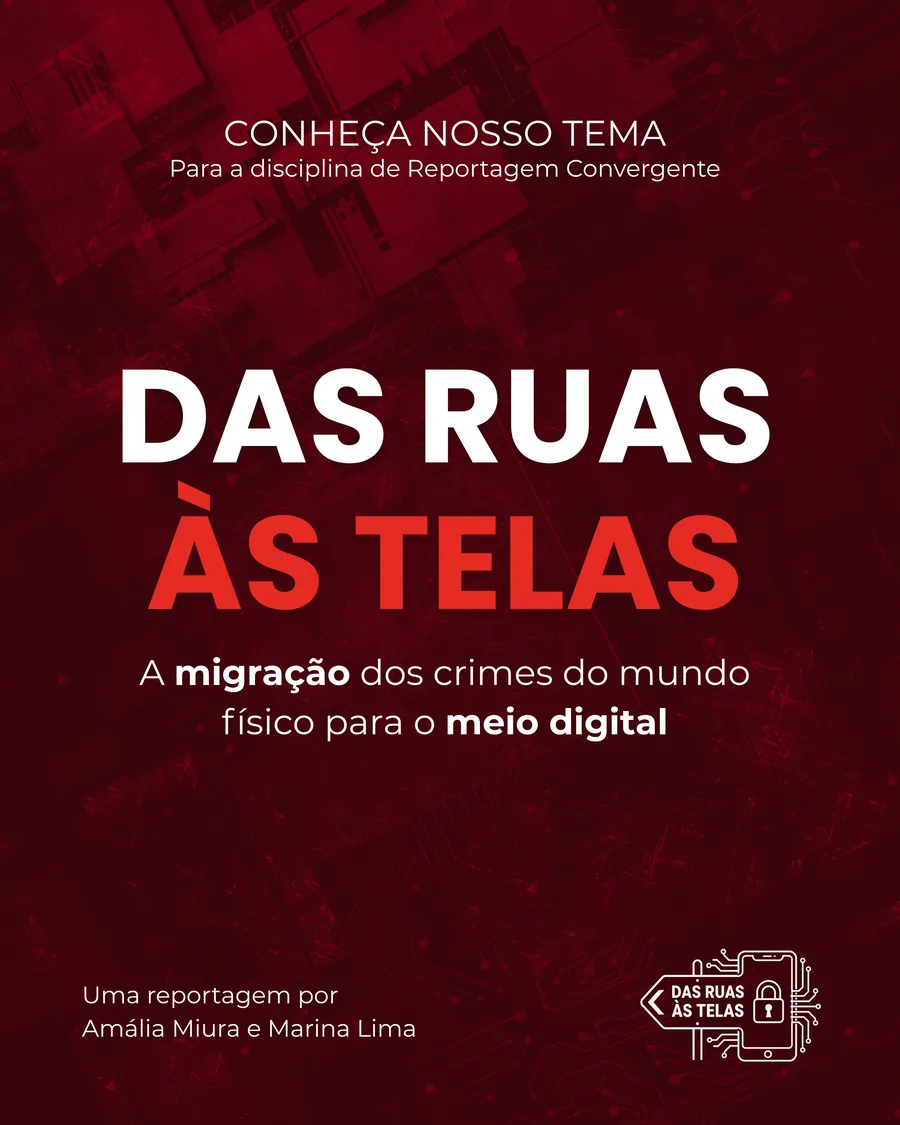 CONHEÇA NOSSO TEMA
Para a disciplina de Reportagem Convergente
DAS RUAS
ÀS TELAS
A migração dos crimes do mundo
físico para o meio digital
Uma reportagem por
Amália Miura e Marina Lima
DAS RUAS
ÀS TELAS